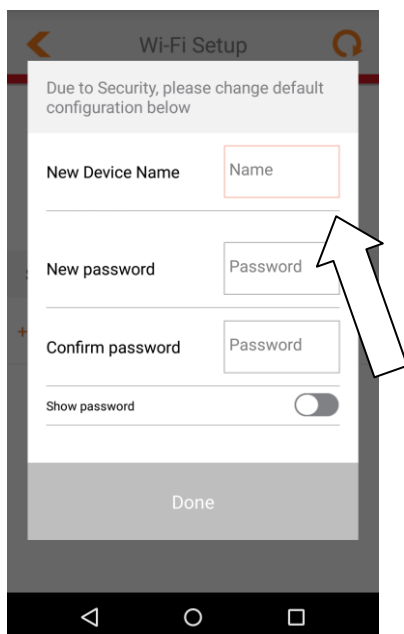 Wi-Fi Setup
Due to Security, please change default
configuration below
New Device Name Name
New password Password
Confirm password Password
Show password
Done